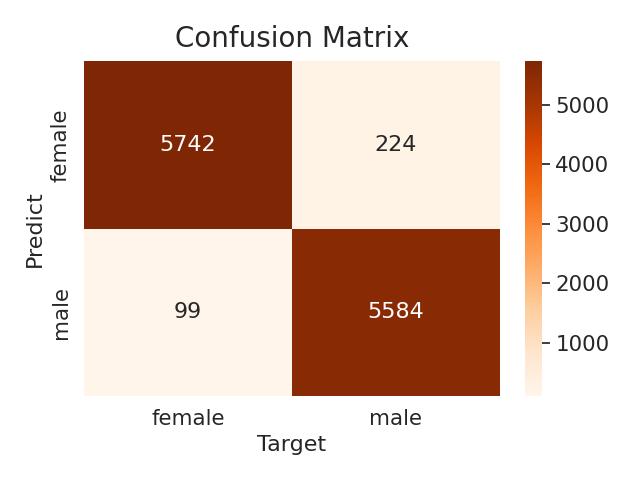 Confusion Matrix
Predict
female
male
5742
224
99
5584
female
male
Target
5000
4000
3000
2000
1000